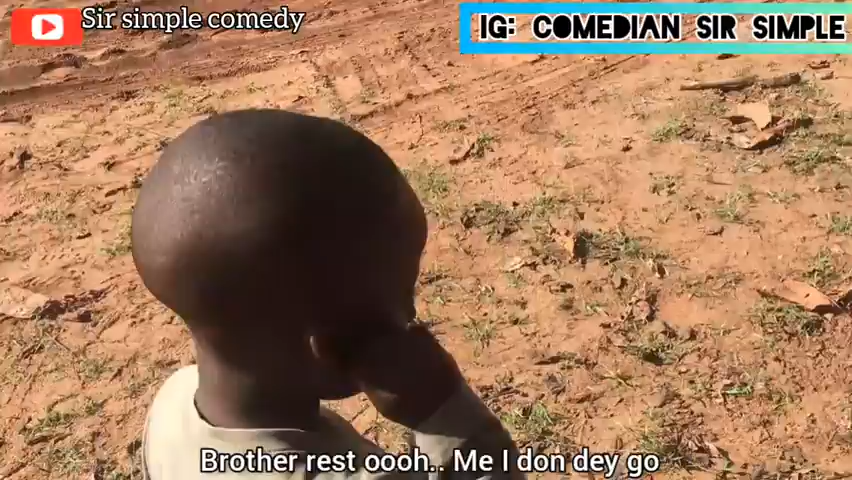 Sir simple comedy
IG: COMEDIAN SIR SIMPLE
Brother rest oooh.. Me I don dey go